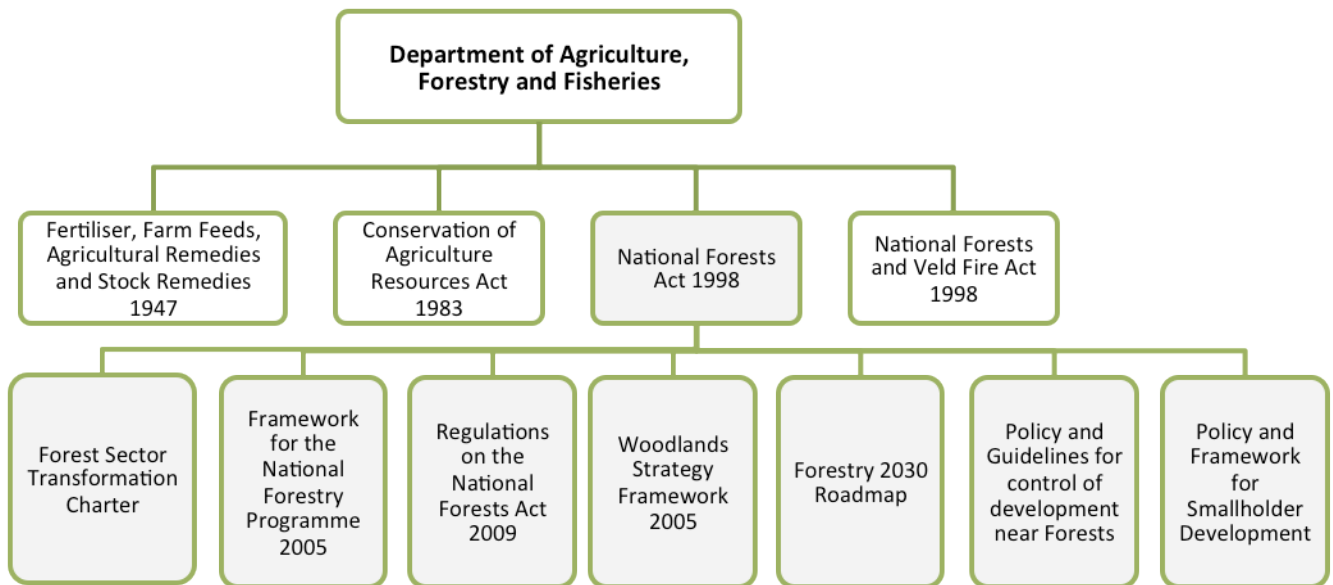 Department of Agriculture,
Forestry and Fisheries
Fertiliser, Farm Feeds,
Agricultural Remedies
and Stock Remedies
1947
Conservation of
Agriculture
Resources Act
1983
National Forests
Act 1998
National Forests
and Veld Fire Act
1998
Forest Sector
Transformation
Charter
Framework
for the
National
Forestry
Programme
2005
Regulations
on the
National
Forests Act
2009
Woodlands
Strategy
Framework
2005
Forestry 2030
Roadmap
Policy and
Guidelines for
control of
development
near Forests
Policy and
Framework
for
Smallholder
Development